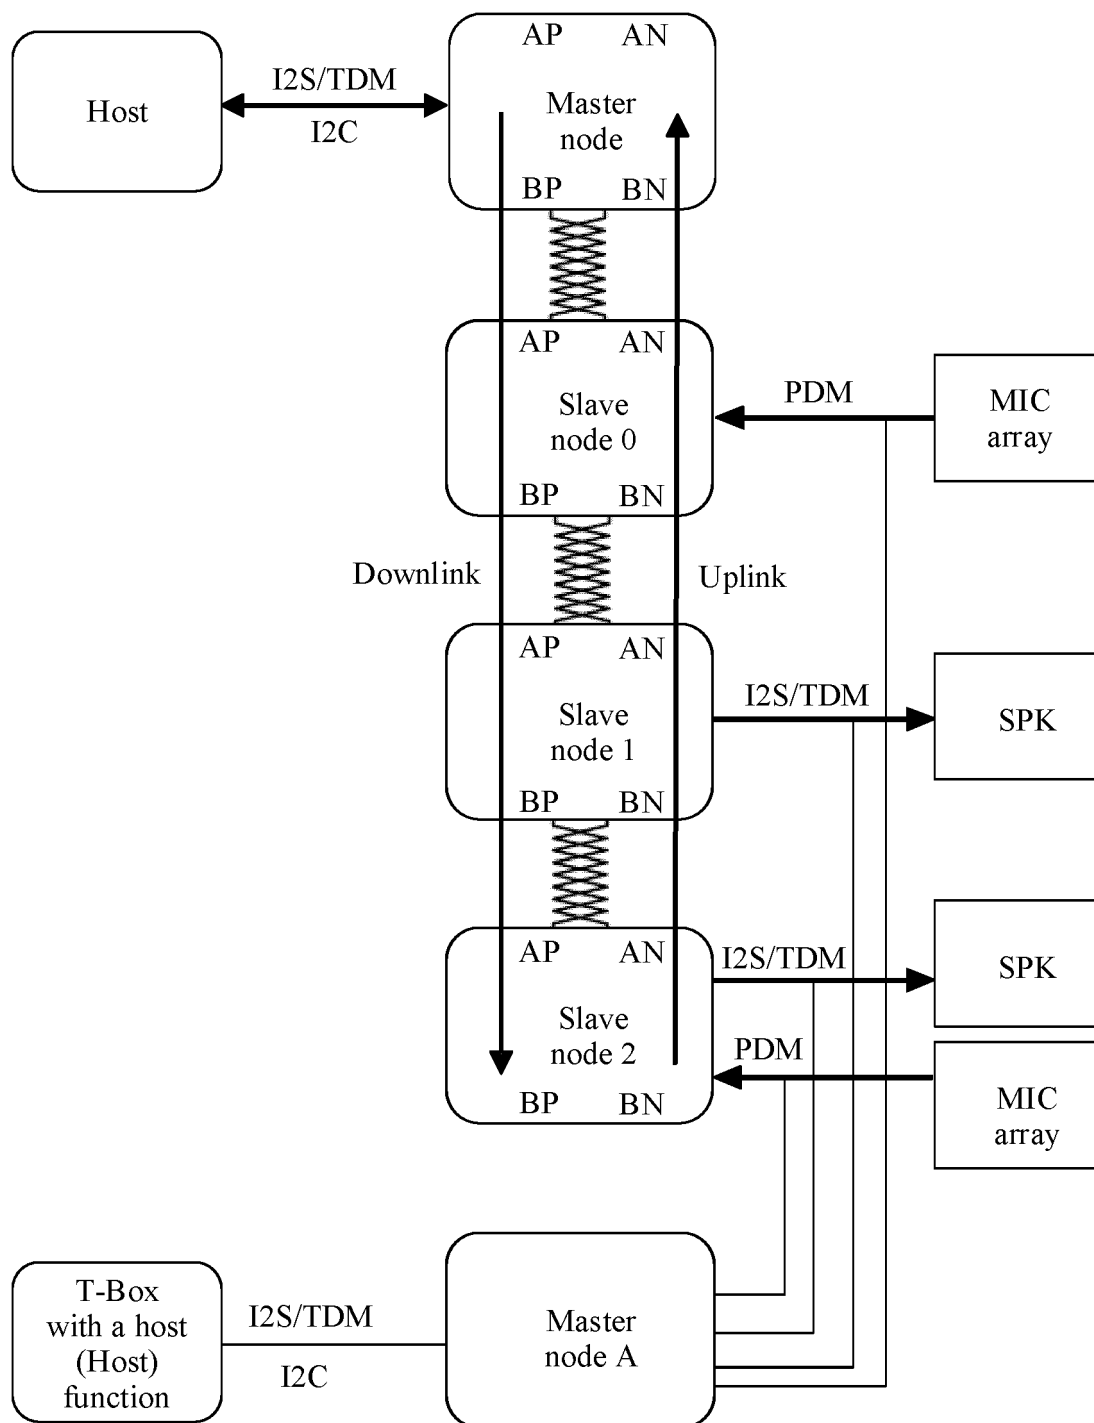 AP AN
Host
I2S/TDM
I2C
Master
node
BP BN
AP AN
Slave
node 0
PDM
MIC
array
BP BN
Downlink
Uplink
AP AN
Slave
node 1
I2S/TDM
SPK
BP BN
AP AN
I2S/TDM
SPK
Slave
node 2
PDM
BP BN
MIC
array
T-Box
with a host
(Host)
function
I2S/TDM
I2C
Master
node A